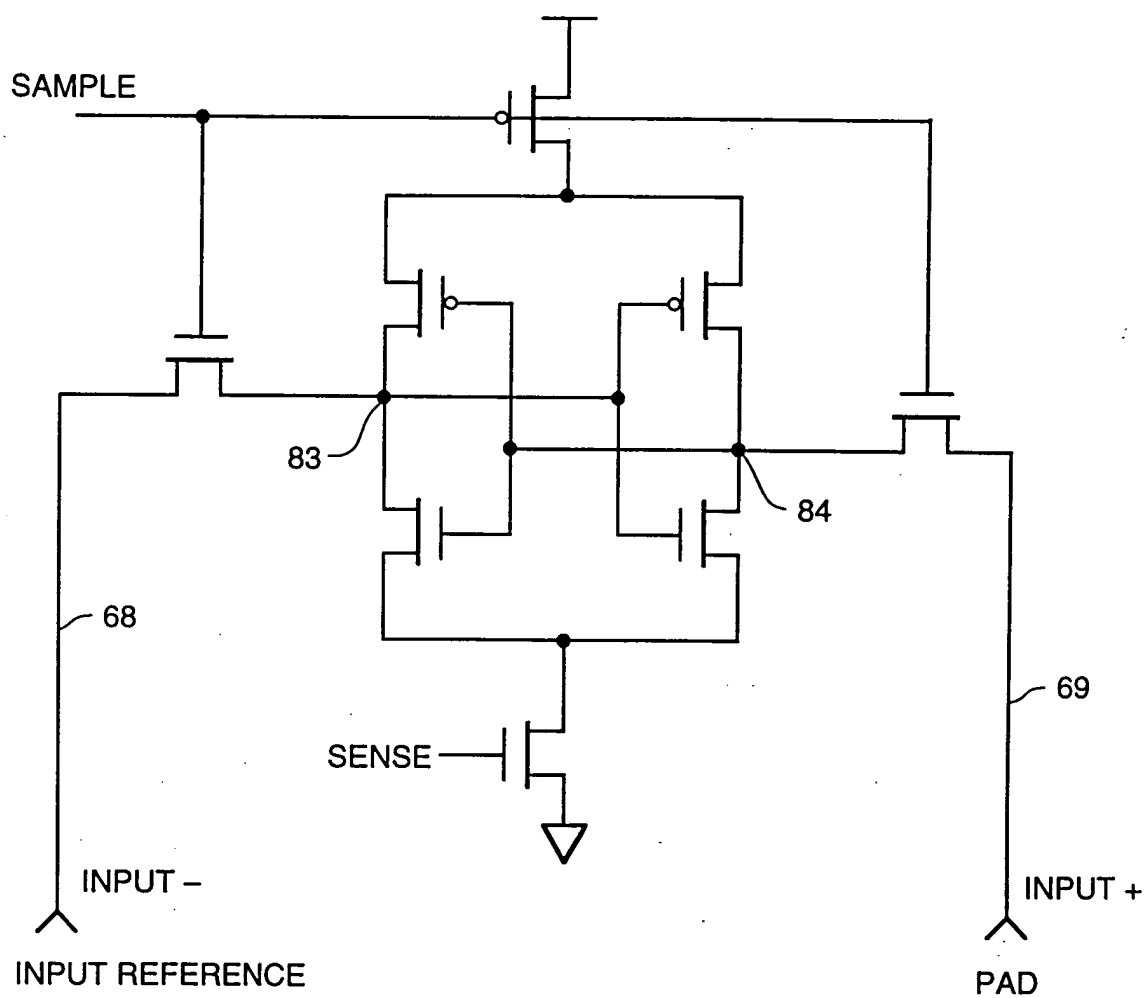 SAMPLE
83
84
68
69
SENSE
INPUT –
INPUT +
INPUT REFERENCE
PAD